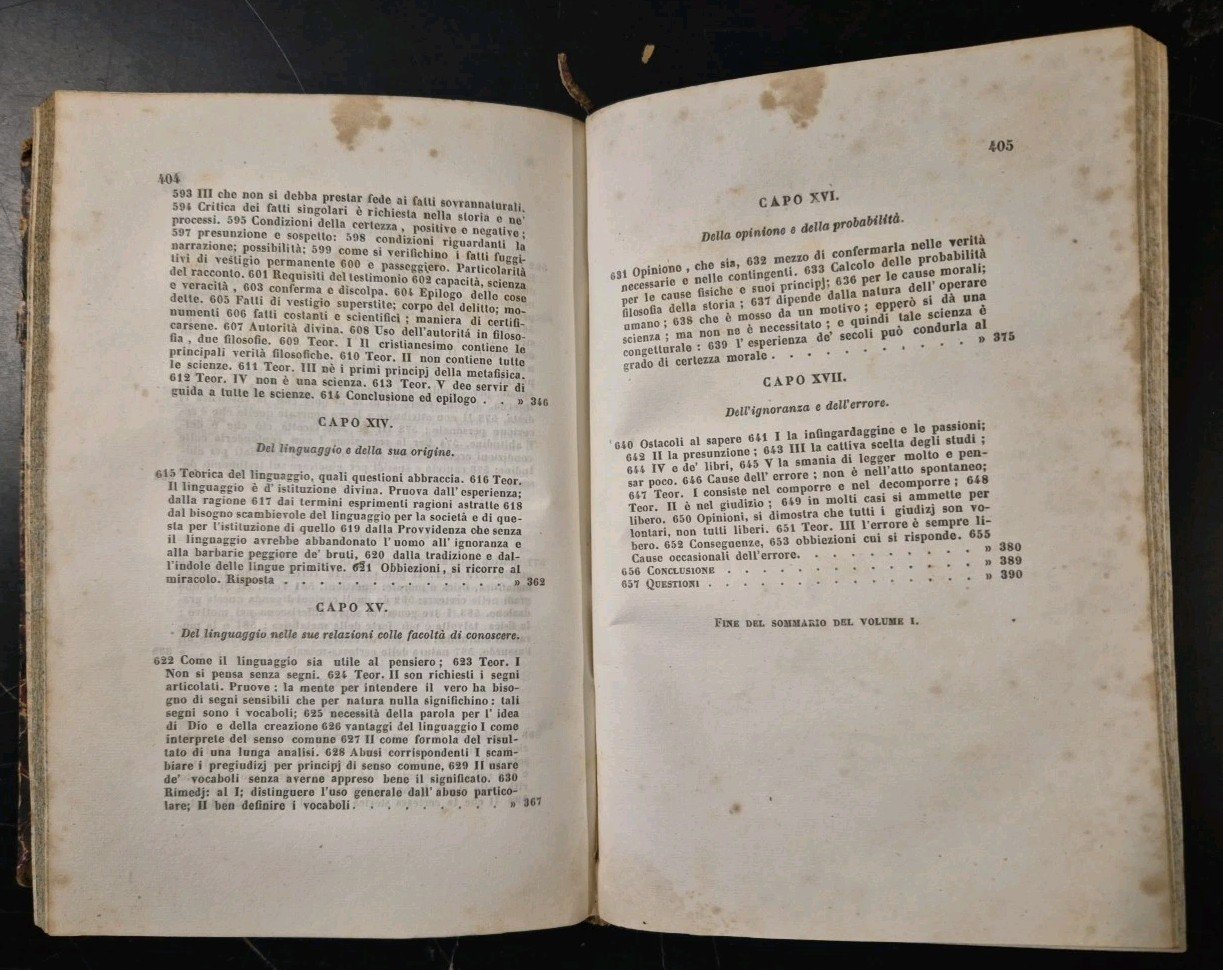 404
593 III che non si debba prestar fede ai fatti sovrannaturali.
594 Critica dei fatti singolari è richiesta nella storia e ne'
processi. 595 Condizioni della certezza, positive e negative;
597 presunzione e sospetto: 598 condizioni riguardanti la
narrazione; possibilità; 599 come si verifichino i fatti fuggi-
tivi di vestigio permanente 600 e passeggiero. Particolarità
del racconto. 601 Requisiti del testimonio 602 capacità, scienza
e veracità, 603 conferma e discolpa. 604 Epilogo delle cose
dette. 605 Fatti di vestigio superstite; corpo del delitto; mo-
numenti 606 fatti costanti e scientifici; maniera di certifi-
carsene. 607 Autorità divina. 608 Uso dell'autoritá in filoso-
fia, due filosofie. 609 Teor. I Il cristianesimo contiene le
principali verità filosofiche. 610 Teor. II non contiene tutte
le scienze. 611 Teor. III nè i primi principj della metafisica.
612 Teor. IV non è una scienza. 613 Teor. V dee servir di
guida a tutte le scienze. 614 Conclusione ed epilogo . . » 346
CAPO XIV.
Del linguaggio e della sua origine.
615 Teorica del linguaggio, quali questioni abbraccia. 616 Teor.
Il linguaggio è d' istituzione divina. Pruova dall'esperienza;
dalla ragione 617 dai termini esprimenti ragioni astratte 618
dal bisogno scambievole del linguaggio per la società e di que-
sta per l'istituzione di quello 619 dalla Provvidenza che senza
il linguaggio avrebbe abbandonato l'uomo all'ignoranza e
alla barbarie peggiore de' bruti, 620 dalla tradizione e dal-
l'indole delle lingue primitive. 621 Obbiezioni, si ricorre al
miracolo. Risposta . . . . . . . . . . . . » 362
CAPO XV.
Del linguaggio nelle sue relazioni colle facoltà di conoscere.
622 Come il linguaggio sia utile al pensiero; 623 Teor. I
Non si pensa senza segni. 624 Teor. II son richiesti i segni
articolati. Pruove: la mente per intendere il vero ha biso-
gno di segni sensibili che per natura nulla significhino: tali
segni sono i vocaboli; 625 necessità della parola per l' idea
di Dio e della creazione 626 vantaggi del linguaggio I come
interprete del senso comune 627 II come formola del risul-
tato di una lunga analisi. 628 Abusi corrispondenti I scam-
biare i pregiudizj per principj di senso comune, 629 II usare
de' vocaboli senza averne appreso bene il significato. 630
Rimedj: al I; distinguere l'uso generale dall'abuso partico-
lare; II ben definire i vocaboli. . . . . . . . . » 367
405
CAPO XVI.
Della opinione e della probabilità.
631 Opinione, che sia, 632 mezzo di confermarla nelle verità
necessarie e nelle contingenti. 633 Calcolo delle probabilità
per le cause fisiche e suoi principj; 636 per le cause morali;
filosofia della storia; 637 dipende dalla natura dell' operare
umano; 638 che è mosso da un motivo; epperò si dà una
scienza; ma non ne è necessitato; e quindi tale scienza è
congetturale: 639 l' esperienza de' secoli può condurla al
grado di certezza morale . . . . . . . . . . » 375
CAPO XVII.
Dell'ignoranza e dell'errore.
640 Ostacoli al sapere 641 I la infingardaggine e le passioni;
642 II la presunzione; 643 III la cattiva scelta degli studi;
644 IV e de' libri, 645 V la smania di legger molto e pen-
sar poco. 646 Cause dell' errore; non è nell'atto spontaneo;
647 Teor. I consiste nel comporre e nel decomporre; 648
Teor. II è nel giudizio; 649 in molti casi si ammette per
libero. 650 Opinioni, si dimostra che tutti i giudizj son vo-
lontari, non tutti liberi. 651 Teor. III l'errore è sempre li-
bero. 652 Conseguenze, 653 obbiezioni cui si risponde. 655
Cause occasionali dell'errore. . . . . . . . . . » 380
656 CONCLUSIONE . . . . . . . . . . . . » 389
657 QUESTIONI . . . . . . . . . . . . . » 390
FINE DEL SOMMARIO DEL VOLUME I.